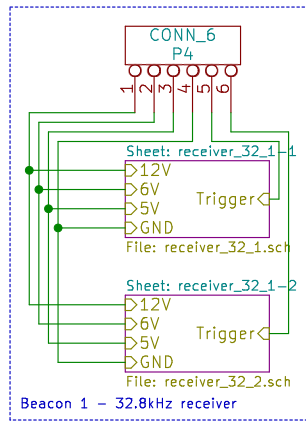 CONN_6
P4
1 2 3 4 5 6
Sheet: receiver_32_1-1
12V
6V
Trigger
5V
GND
File: receiver_32_1.sch
Sheet: receiver_32_1-2
12V
6V
Trigger
5V
GND
File: receiver_32_2.sch
Beacon 1 - 32.8kHz receiver